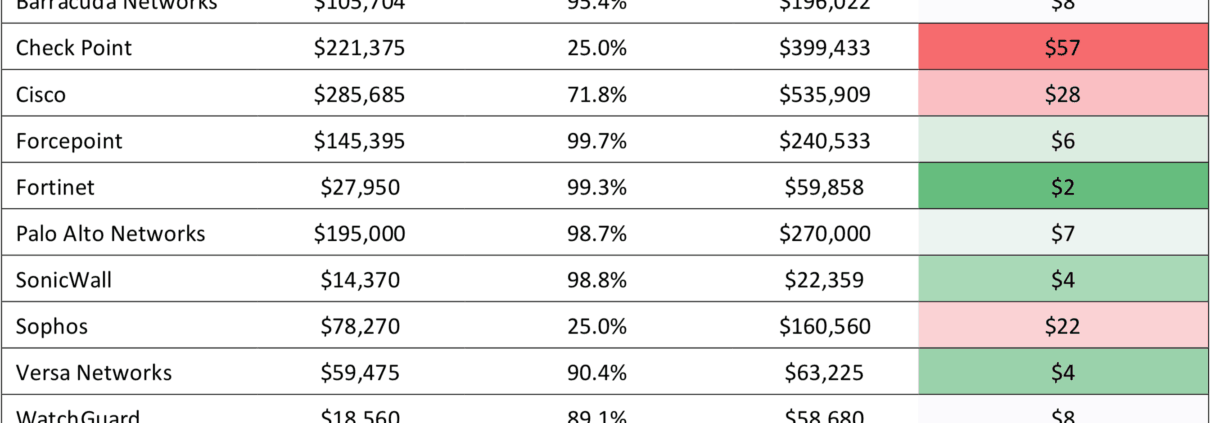 Barracuda Networks $105,704 95.4% $196,022 $8
Check Point $221,375 25.0% $399,433 $57
Cisco $285,685 71.8% $535,909 $28
Forcepoint $145,395 99.7% $240,533 $6
Fortinet $27,950 99.3% $59,858 $2
Palo Alto Networks $195,000 98.7% $270,000 $7
SonicWall $14,370 98.8% $22,359 $4
Sophos $78,270 25.0% $160,560 $22
Versa Networks $59,475 90.4% $63,225 $4
WatchGuard $18,560 89.1% $58,680 $8